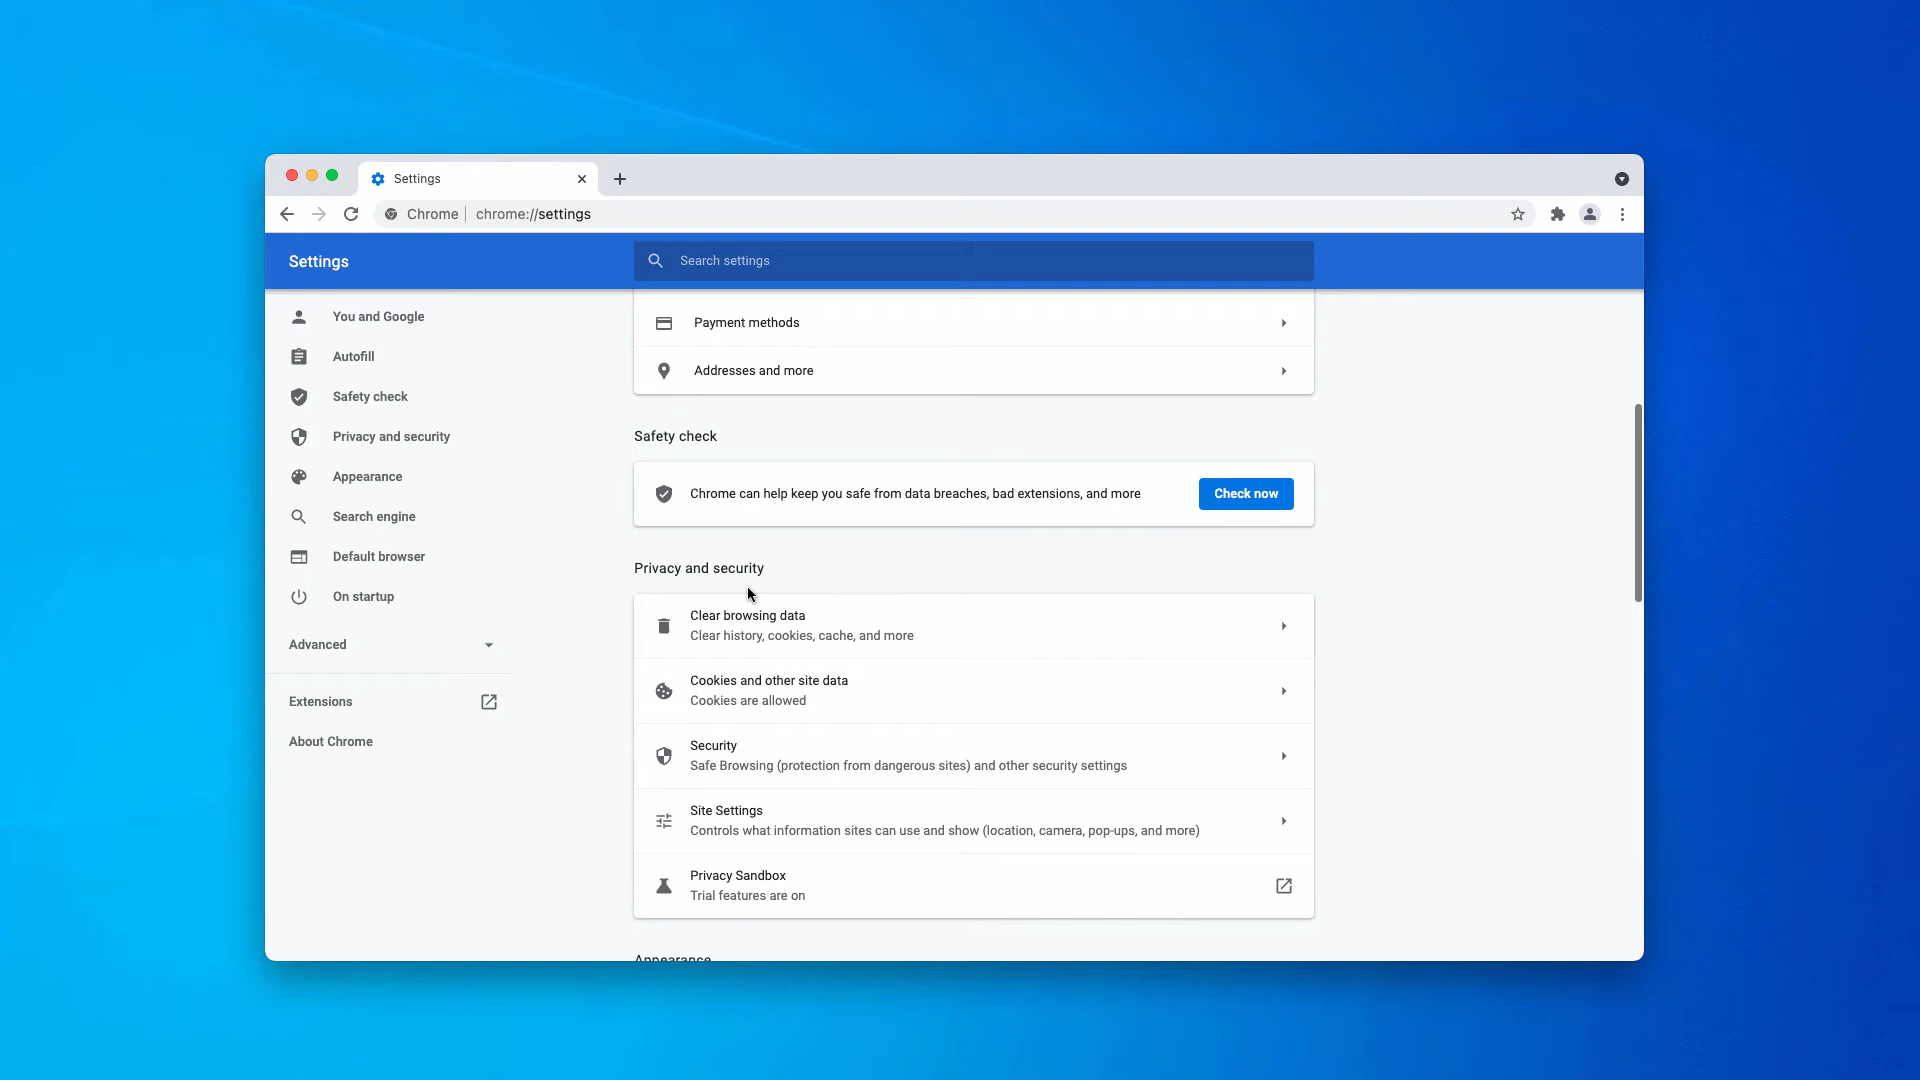 Settings
Chrome | chrome://settings
Settings
Search settings
You and Google
Autofill
Safety check
Privacy and security
Appearance
Search engine
Default browser
On startup
Advanced
Extensions
About Chrome
Payment methods
Addresses and more
Safety check
Chrome can help keep you safe from data breaches, bad extensions, and more
Check now
Privacy and security
Clear browsing data
Clear history, cookies, cache, and more
Cookies and other site data
Cookies are allowed
Security
Safe Browsing (protection from dangerous sites) and other security settings
Site Settings
Controls what information sites can use and show (location, camera, pop-ups, and more)
Privacy Sandbox
Trial features are on
Appearance